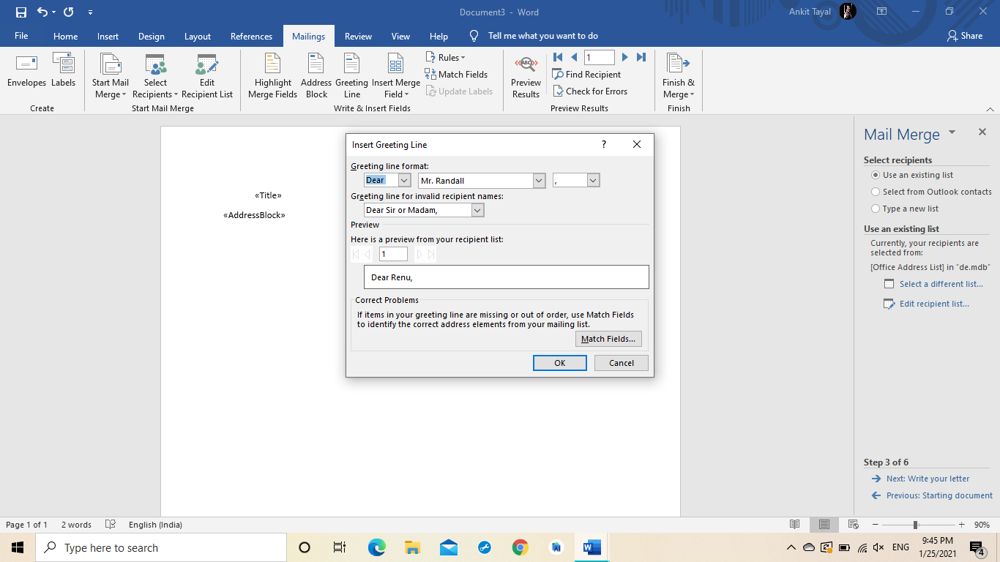 Document3 - Word
Ankit Tayal
File Home Insert Design Layout References Mailings Review View Help Tell me what you want to do Share
Envelopes Labels
Create
Start Mail Merge Select Recipients Edit Recipient List
Start Mail Merge
Highlight Merge Fields Address Block Greeting Line Insert Merge Field
Rules
Match Fields
Update Labels
Write & Insert Fields
ABC
Preview Results
1
Find Recipient
Check for Errors
Preview Results
Finish & Merge
Finish
«Title»
«AddressBlock»
Insert Greeting Line ?
Greeting line format:
Dear Mr. Randall ,
Greeting line for invalid recipient names:
Dear Sir or Madam,
Preview
Here is a preview from your recipient list:
1
Dear Renu,
Correct Problems
If items in your greeting line are missing or out of order, use Match Fields
to identify the correct address elements from your mailing list.
Match Fields...
OK Cancel
Mail Merge
Select recipients
Use an existing list
Select from Outlook contacts
Type a new list
Use an existing list
Currently, your recipients are
selected from:
[Office Address List] in "de.mdb"
Select a different list...
Edit recipient list...
Step 3 of 6
Next: Write your letter
Previous: Starting document
Page 1 of 1 2 words English (India) 90%
Type here to search
ENG
9:45 PM
1/25/2021
4